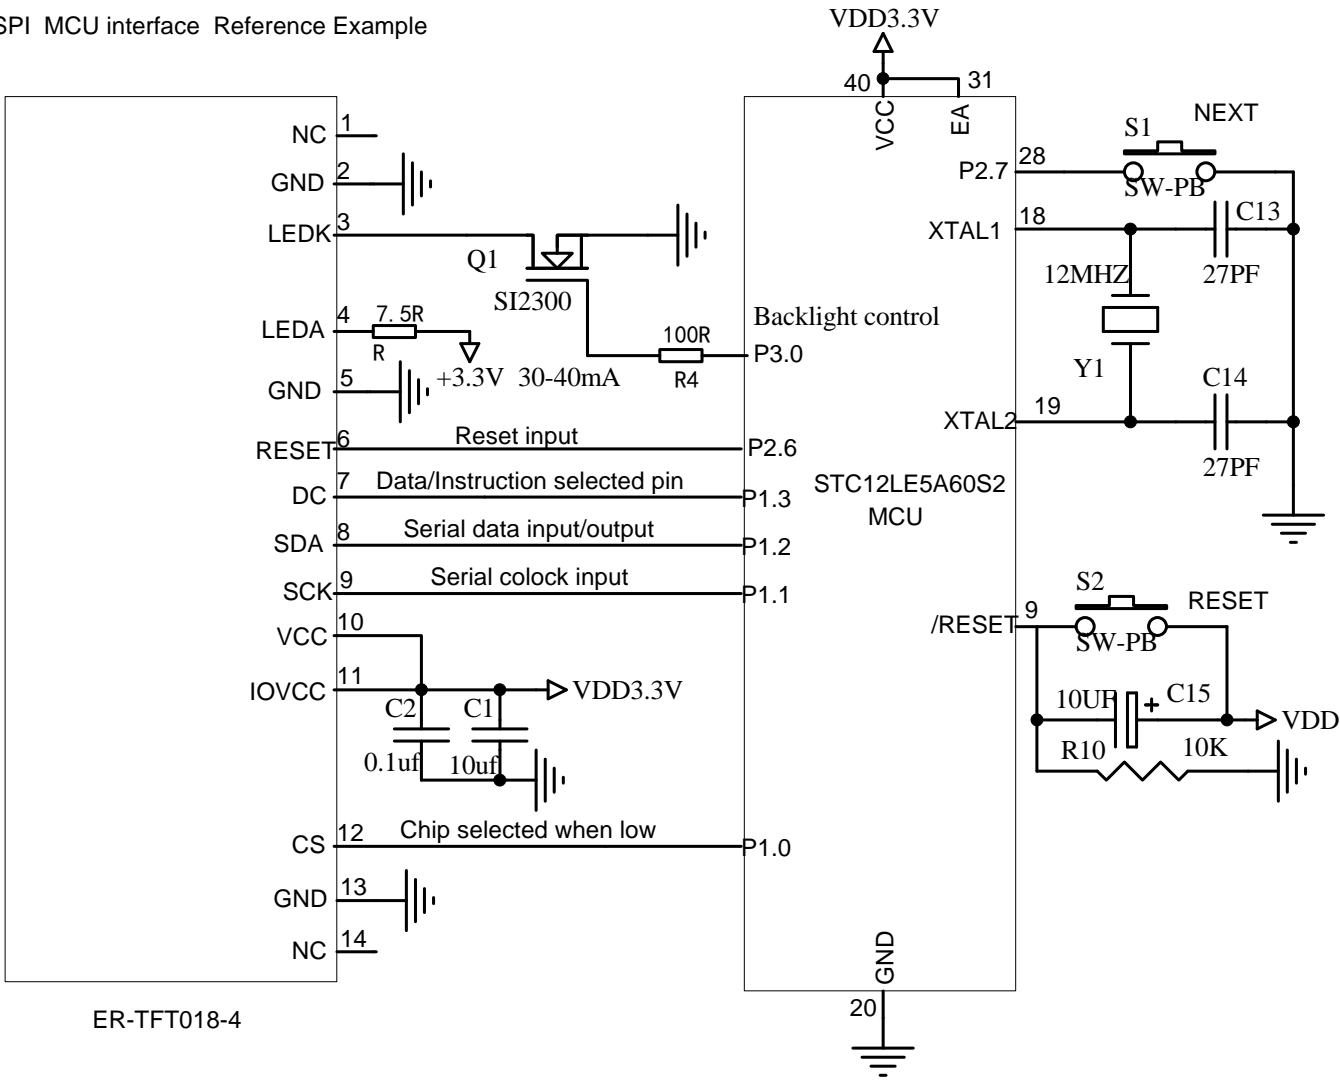 SPI MCU interface Reference Example
VDD3.3V
40
31
VCC
EA
NC
1
GND
2
LEDK
3
Q1
SI2300
LEDA
4
7.5R
R
+3.3V 30-40mA
100R
R4
Backlight control
P3.0
GND
5
RESET
6
Reset input
P2.6
DC
7
Data/Instruction selected pin
P1.3
SDA
8
Serial data input/output
P1.2
SCK
9
Serial colock input
P1.1
VCC
10
IOVCC
11
VDD3.3V
C2
C1
0.1uf
10uf
CS
12
Chip selected when low
P1.0
GND
13
NC
14
ER-TFT018-4
STC12LE5A60S2
MCU
GND
20
P2.7
28
S1
NEXT
SW-PB
XTAL1
18
C13
27PF
12MHZ
Y1
XTAL2
19
C14
27PF
/RESET
9
S2
RESET
SW-PB
10UF
+
C15
VDD
R10
10K